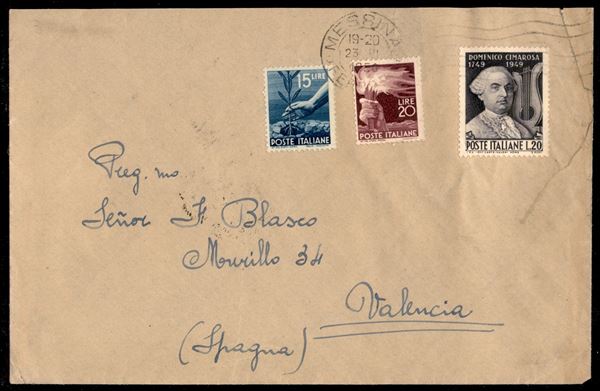 MESSINA
19-20
23
15 LIRE
POSTE ITALIANE
LIRE
20
POSTE ITALIANE
DOMENICO CIMAROSA
1749 1949
POSTE ITALIANE L.20
Preg.mo
Señor Blasco
Murillo 34
Valencia
(Spagna)